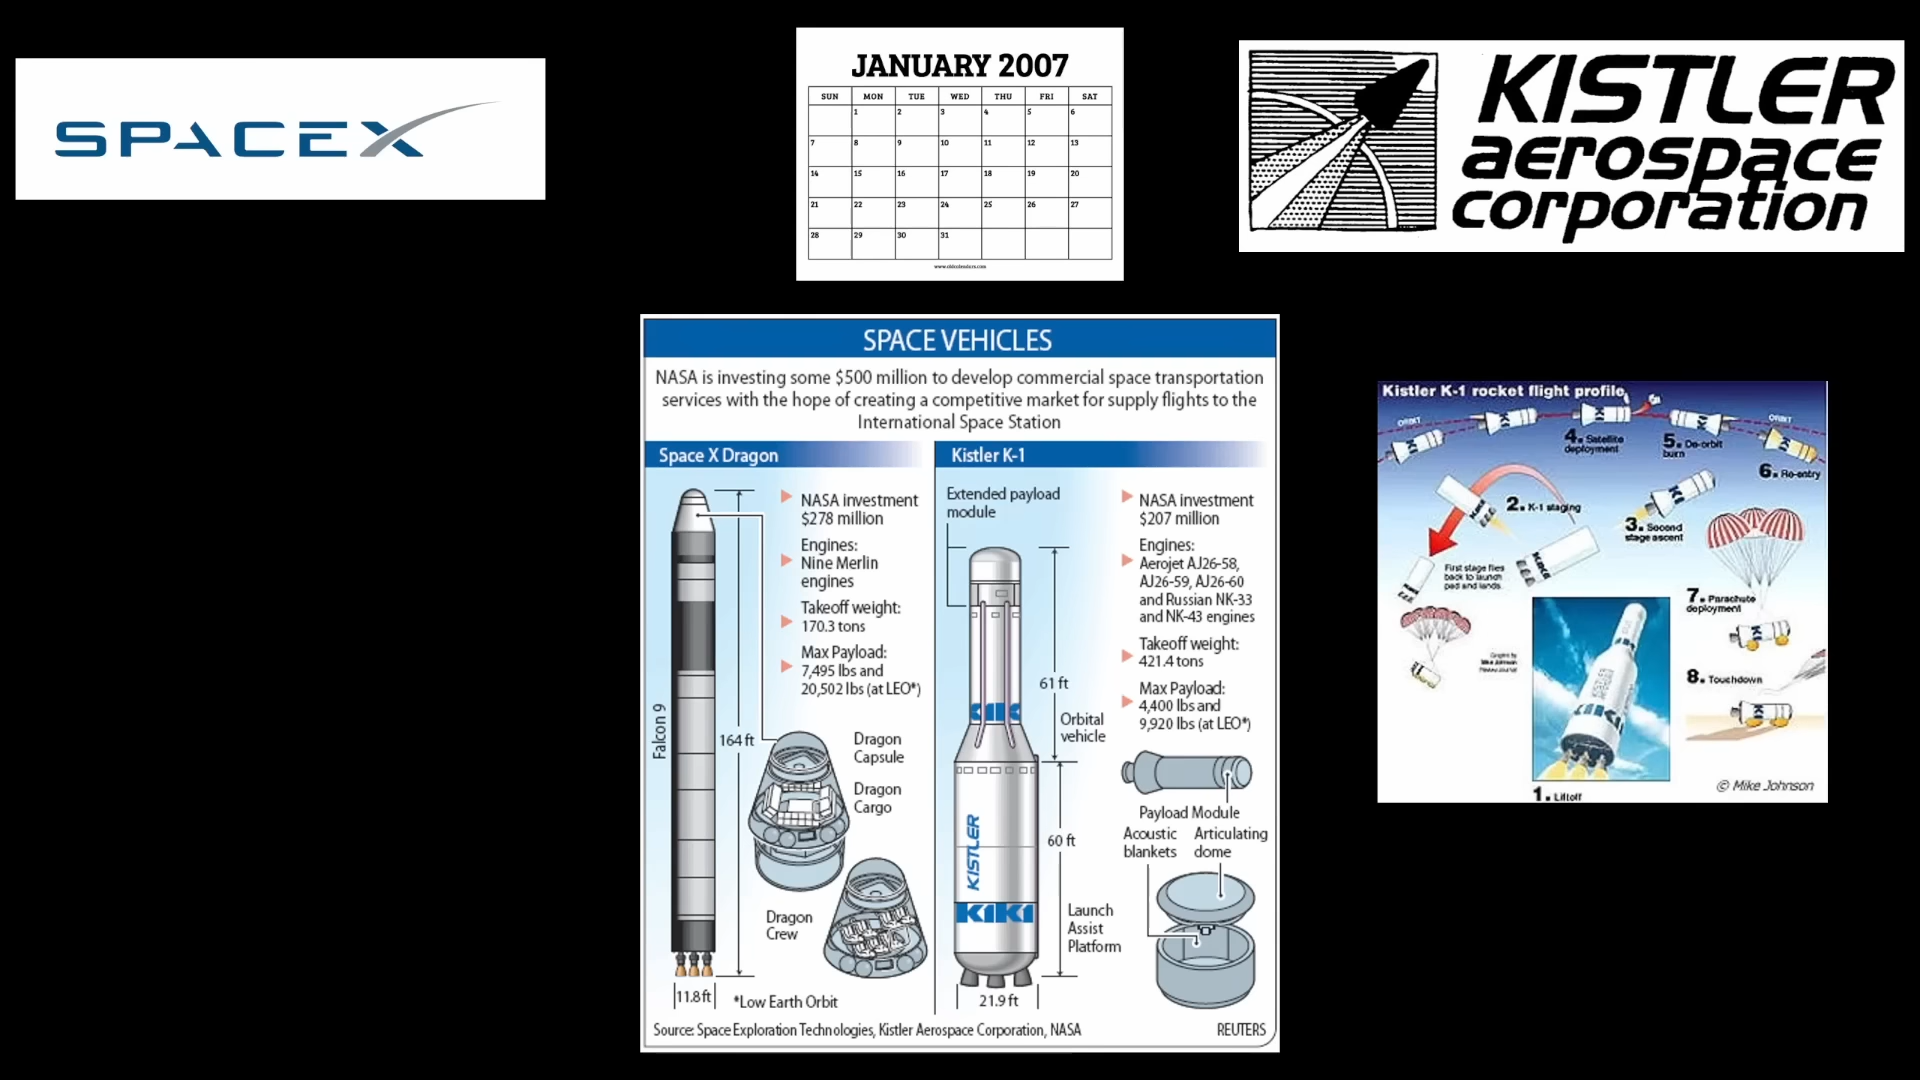 SPACEX
JANUARY 2007
SUN MON TUE WED THU FRI SAT
1 2 3 4 5 6
7 8 9 10 11 12 13
14 15 16 17 18 19 20
21 22 23 24 25 26 27
28 29 30 31
www.oldcalendars.com
KISTLER
aerospace
corporation
SPACE VEHICLES
NASA is investing some $500 million to develop commercial space transportation
services with the hope of creating a competitive market for supply flights to the
International Space Station
Space X Dragon
NASA investment
$278 million
Engines:
Nine Merlin
engines
Takeoff weight:
170.3 tons
Max Payload:
7,495 lbs and
20,502 lbs (at LEO*)
Falcon 9
164 ft
Dragon
Capsule
Dragon
Cargo
Dragon
Crew
11.8 ft
*Low Earth Orbit
Kistler K-1
Extended payload
module
NASA investment
$207 million
Engines:
Aerojet AJ26-58,
AJ26-59, AJ26-60
and Russian NK-33
and NK-43 engines
Takeoff weight:
421.4 tons
Max Payload:
4,400 lbs and
9,920 lbs (at LEO*)
61 ft
Orbital
vehicle
Payload Module
Acoustic
blankets
Articulating
dome
60 ft
KISTLER
K1K1
Launch
Assist
Platform
21.9 ft
Source: Space Exploration Technologies, Kistler Aerospace Corporation, NASA
REUTERS
Kistler K-1 rocket flight profile
ORBIT
ORBIT
4. Satellite
deployment
5. De-orbit
burn
6. Re-entry
2. K-1 staging
3. Second
stage ascent
First stage flies
back to launch
pad and lands.
7. Parachute
deployment
Graphic by
Mike Johnson
8. Touchdown
1. Liftoff
© Mike Johnson